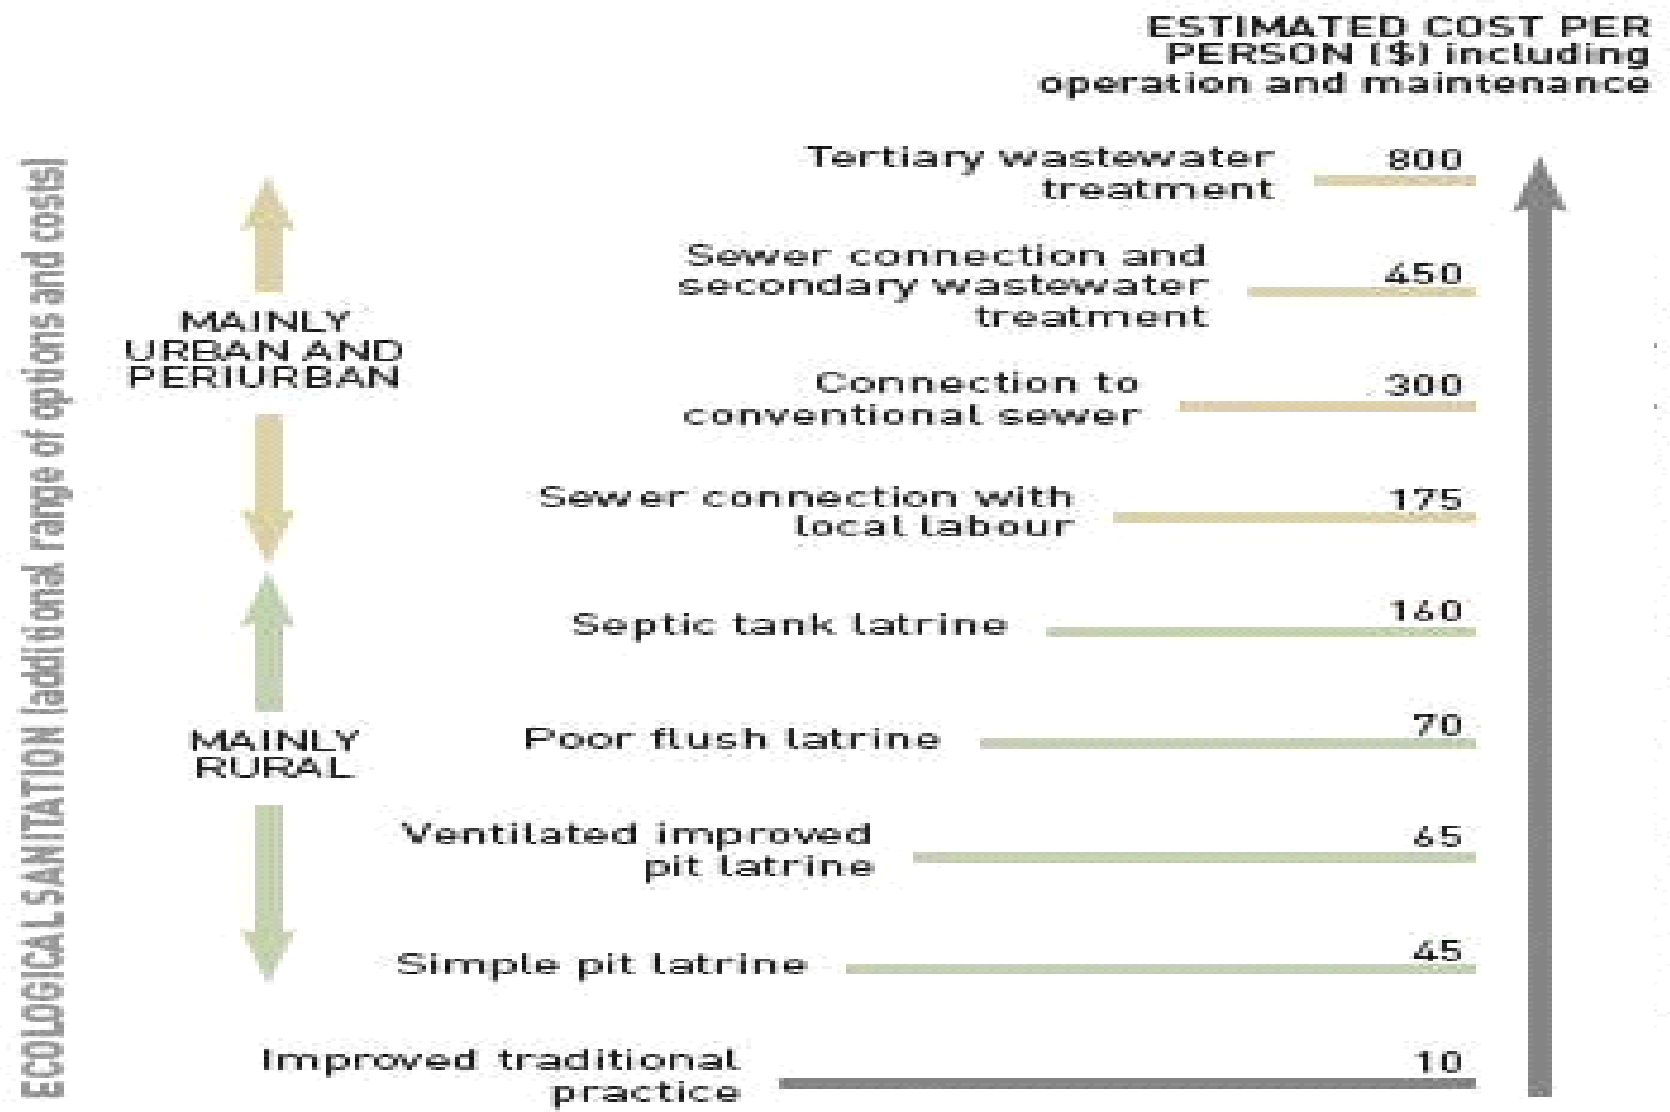 ESTIMATED COST PER
PERSON ($) including
operation and maintenance
ECOLOGICAL SANITATION (additional range of options and costs)
MAINLY
URBAN AND
PERIURBAN
MAINLY
RURAL
Tertiary wastewater
treatment
800
Sewer connection and
secondary wastewater
treatment
450
Connection to
conventional sewer
300
Sewer connection with
local labour
175
Septic tank latrine
160
Poor flush latrine
70
Ventilated improved
pit latrine
65
Simple pit latrine
45
Improved traditional
practice
10